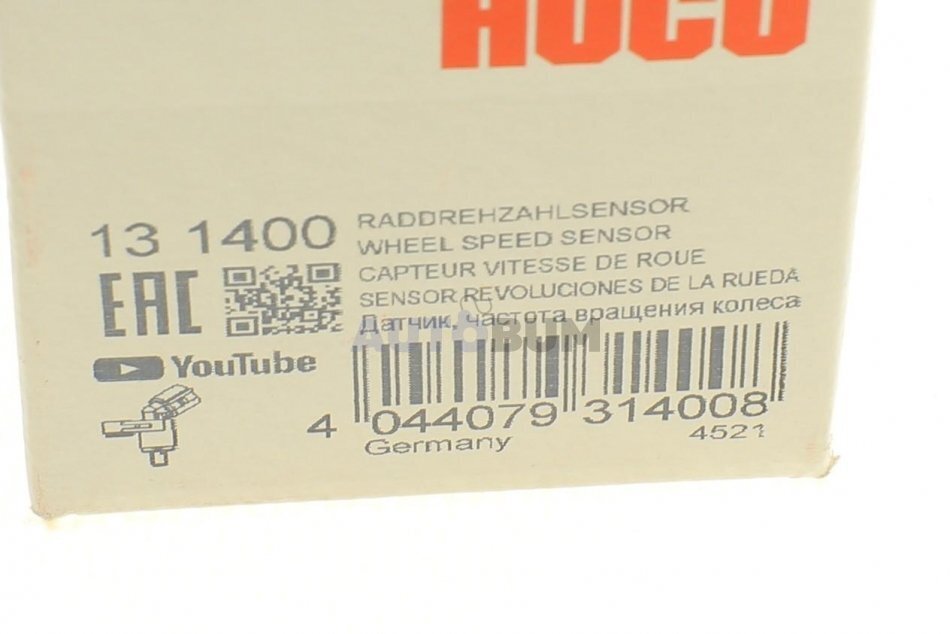 HUCO
13 1400
RADDREHZAHLSENSOR
WHEEL SPEED SENSOR
CAPTEUR VITESSE DE ROUE
SENSOR REVOLUCIONES DE LA RUEDA
Датчик, частота вращения колеса
EAC
AUTOBUM
YouTube
4 044079 314008
Germany
4521